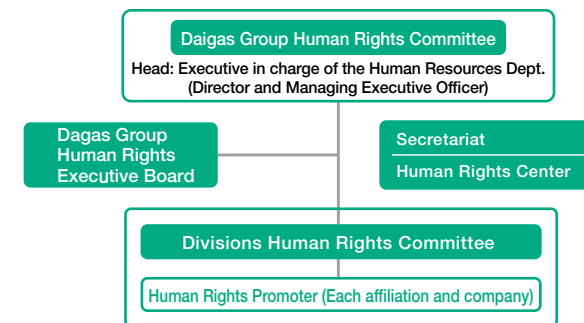 Daigas Group Human Rights Committee
Head: Executive in charge of the Human Resources Dept.
(Director and Managing Executive Officer)
Dagas Group
Human Rights
Executive Board
Secretariat
Human Rights Center
Divisions Human Rights Committee
Human Rights Promoter (Each affiliation and company)